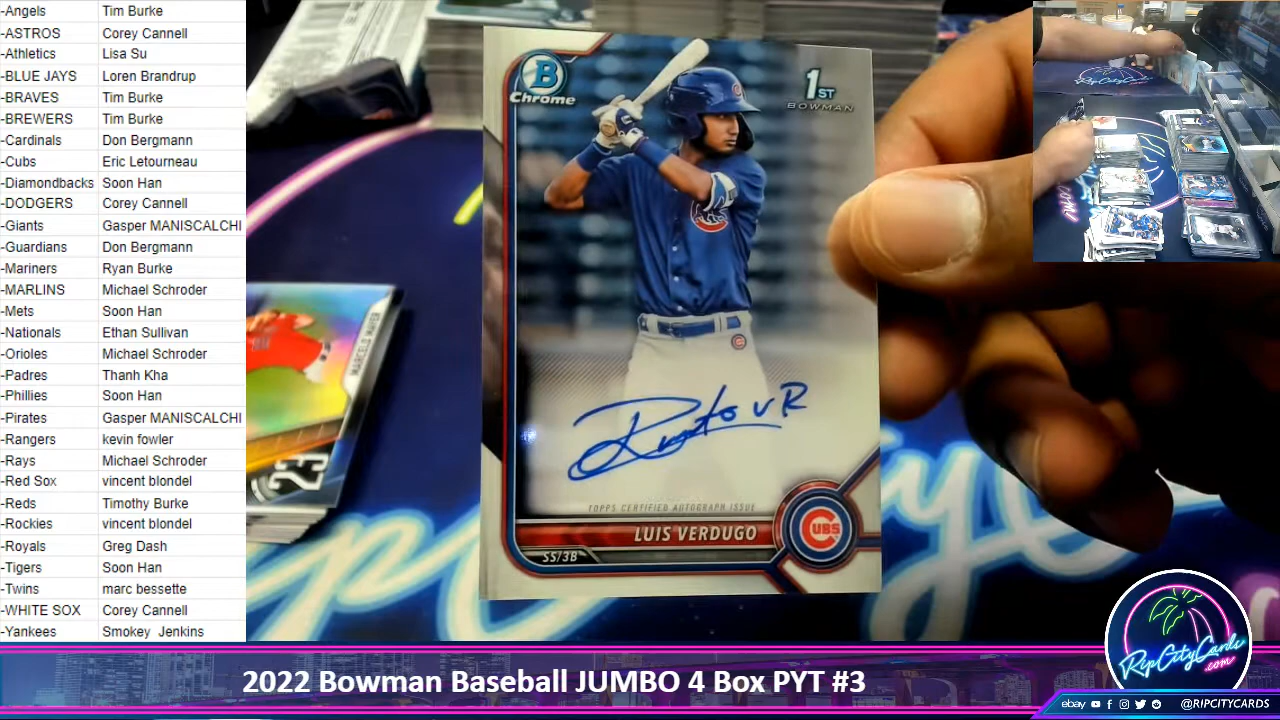 -Angels Tim Burke
-ASTROS Corey Cannell
-Athletics Lisa Su
-BLUE JAYS Loren Brandrup
-BRAVES Tim Burke
-BREWERS Tim Burke
-Cardinals Don Bergmann
-Cubs Eric Letourneau
-Diamondbacks Soon Han
-DODGERS Corey Cannell
-Giants Gasper MANISCALCHI
-Guardians Don Bergmann
-Mariners Ryan Burke
-MARLINS Michael Schroder
-Mets Soon Han
-Nationals Ethan Sullivan
-Orioles Michael Schroder
-Padres Thanh Kha
-Phillies Soon Han
-Pirates Gasper MANISCALCHI
-Rangers kevin fowler
-Rays Michael Schroder
-Red Sox vincent blondel
-Reds Timothy Burke
-Rockies vincent blondel
-Royals Greg Dash
-Tigers Soon Han
-Twins marc bessette
-WHITE SOX Corey Cannell
-Yankees Smokey Jenkins
B
Chrome
1ST
BOWMAN
TOPPS CERTIFIED AUTOGRAPH ISSUE
LUIS VERDUGO
SS/3B
CUBS
MARCELO MAYER
23
2022 Bowman Baseball JUMBO 4 Box PYT #3
RipCityCards
.com
ebay @RIPCITYCARDS